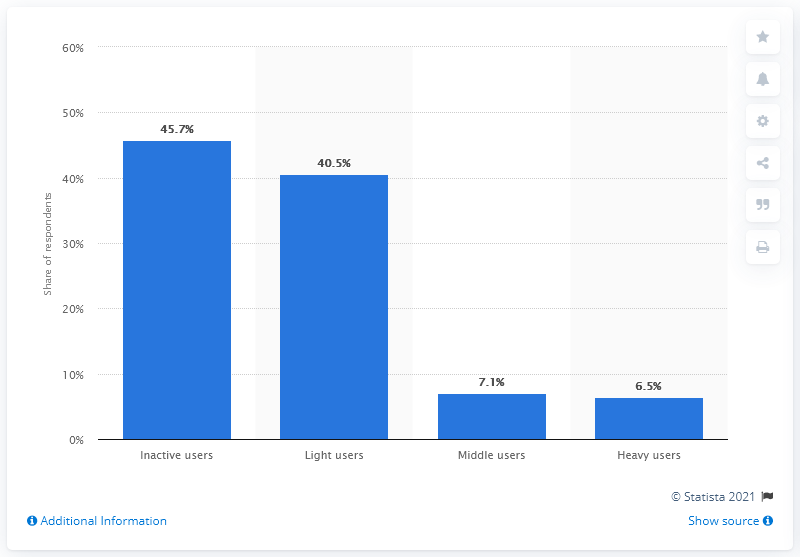 60%
50%
40%
30%
20%
10%
0%
Share of respondents
45.7%
40.5%
7.1%
6.5%
Inactive users
Light users
Middle users
Heavy users
© Statista 2021
Additional Information
Show source